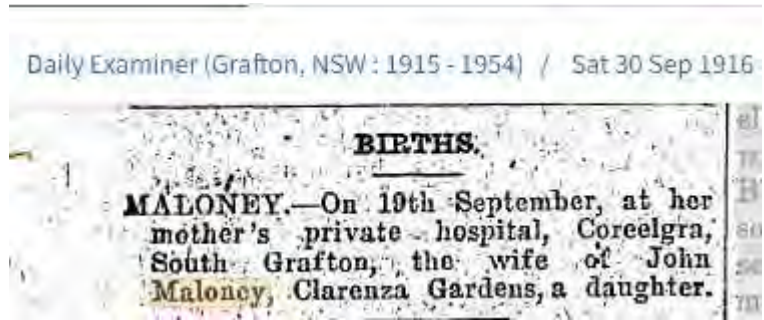 Daily Examiner (Grafton, NSW : 1915 - 1954) / Sat 30 Sep 1916
BIRTHS.
MALONEY.—On 19th September, at her
mother's private hospital, Coreelgra,
South Grafton, the wife of John
Maloney, Clarenza Gardens, a daughter.